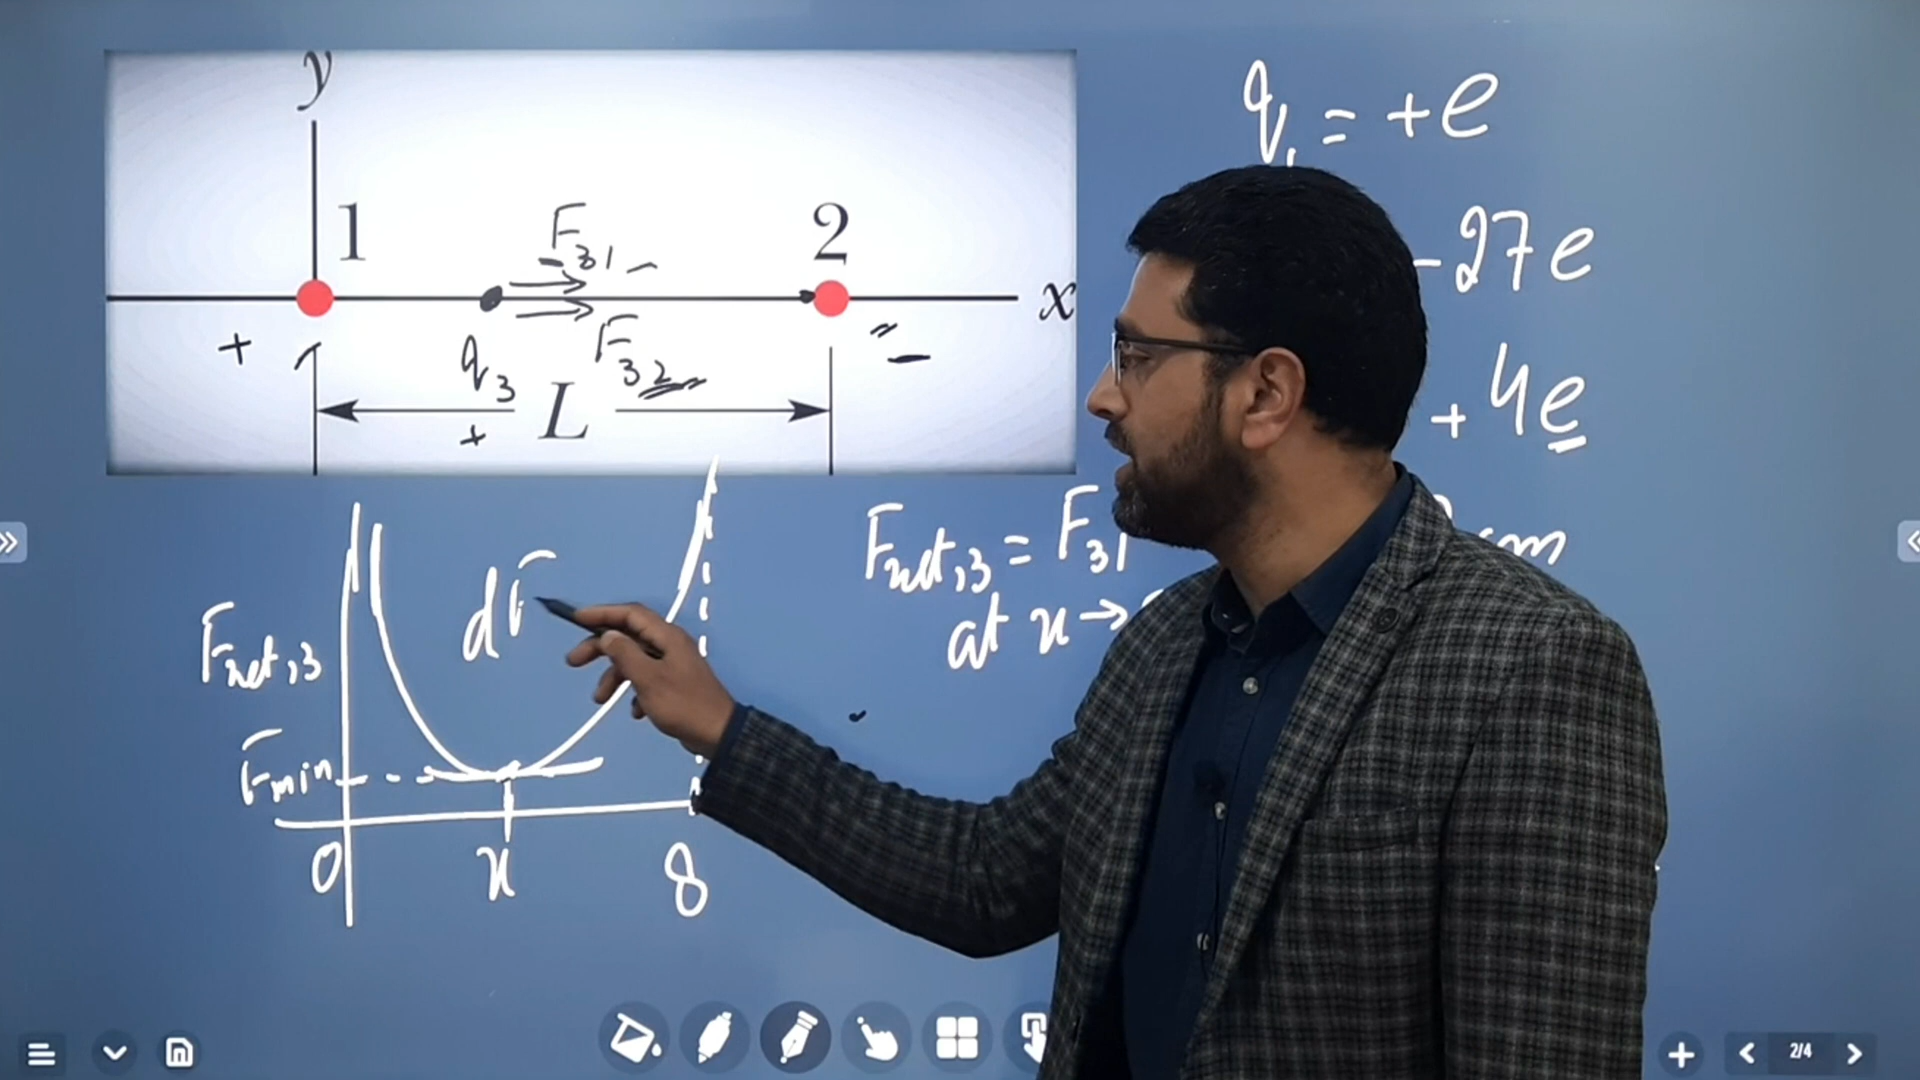 y
1
2
x
F31
F32
+
q3
+
L
-
q1 = +e
-27e
+4e
cm
Fnet,3 = F31
at x →
Fnet,3
dF
Fmin
0
x
8
2/4